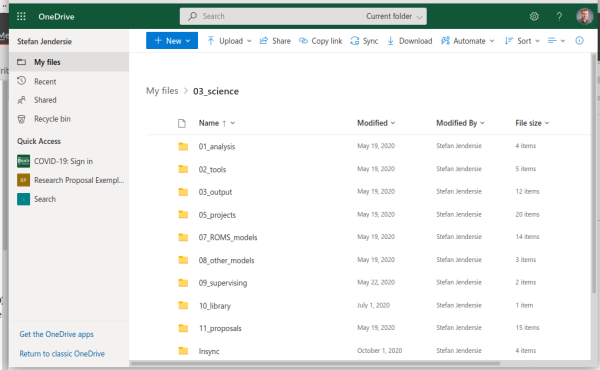 OneDrive
Search
Current folder
?
Stefan Jendersie
My files
Recent
Shared
Recycle bin
Quick Access
COVID-19: Sign in
RP Research Proposal Exempl...
Search
Get the OneDrive apps
Return to classic OneDrive
+ New Upload Share Copy link Sync Download Automate Sort
My files > 03_science
Name Modified Modified By File size
01_analysis May 19, 2020 Stefan Jendersie 4 items
02_tools May 19, 2020 Stefan Jendersie 5 items
03_output May 19, 2020 Stefan Jendersie 12 items
05_projects May 19, 2020 Stefan Jendersie 20 items
07_ROMS_models May 19, 2020 Stefan Jendersie 14 items
08_other_models May 19, 2020 Stefan Jendersie 3 items
09_supervising May 22, 2020 Stefan Jendersie 2 items
10_library July 1, 2020 Stefan Jendersie 1 item
11_proposals May 19, 2020 Stefan Jendersie 15 items
Insync October 1, 2020 Stefan Jendersie 4 items